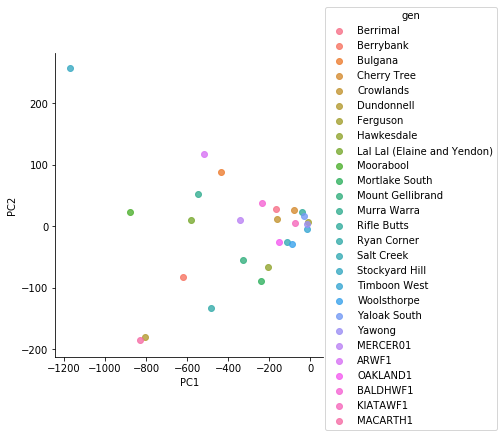 gen
Berrimal
Berrybank
Bulgana
Cherry Tree
Crowlands
Dundonnell
Ferguson
Hawkesdale
Lal Lal (Elaine and Yendon)
Moorabool
Mortlake South
Mount Gellibrand
Murra Warra
Rifle Butts
Ryan Corner
Salt Creek
Stockyard Hill
Timboon West
Woolsthorpe
Yaloak South
Yawong
MERCER01
ARWF1
OAKLAND1
BALDHWF1
KIATAWF1
MACARTH1
PC2
200
100
0
−100
−200
−1200 −1000 −800 −600 −400 −200 0
PC1